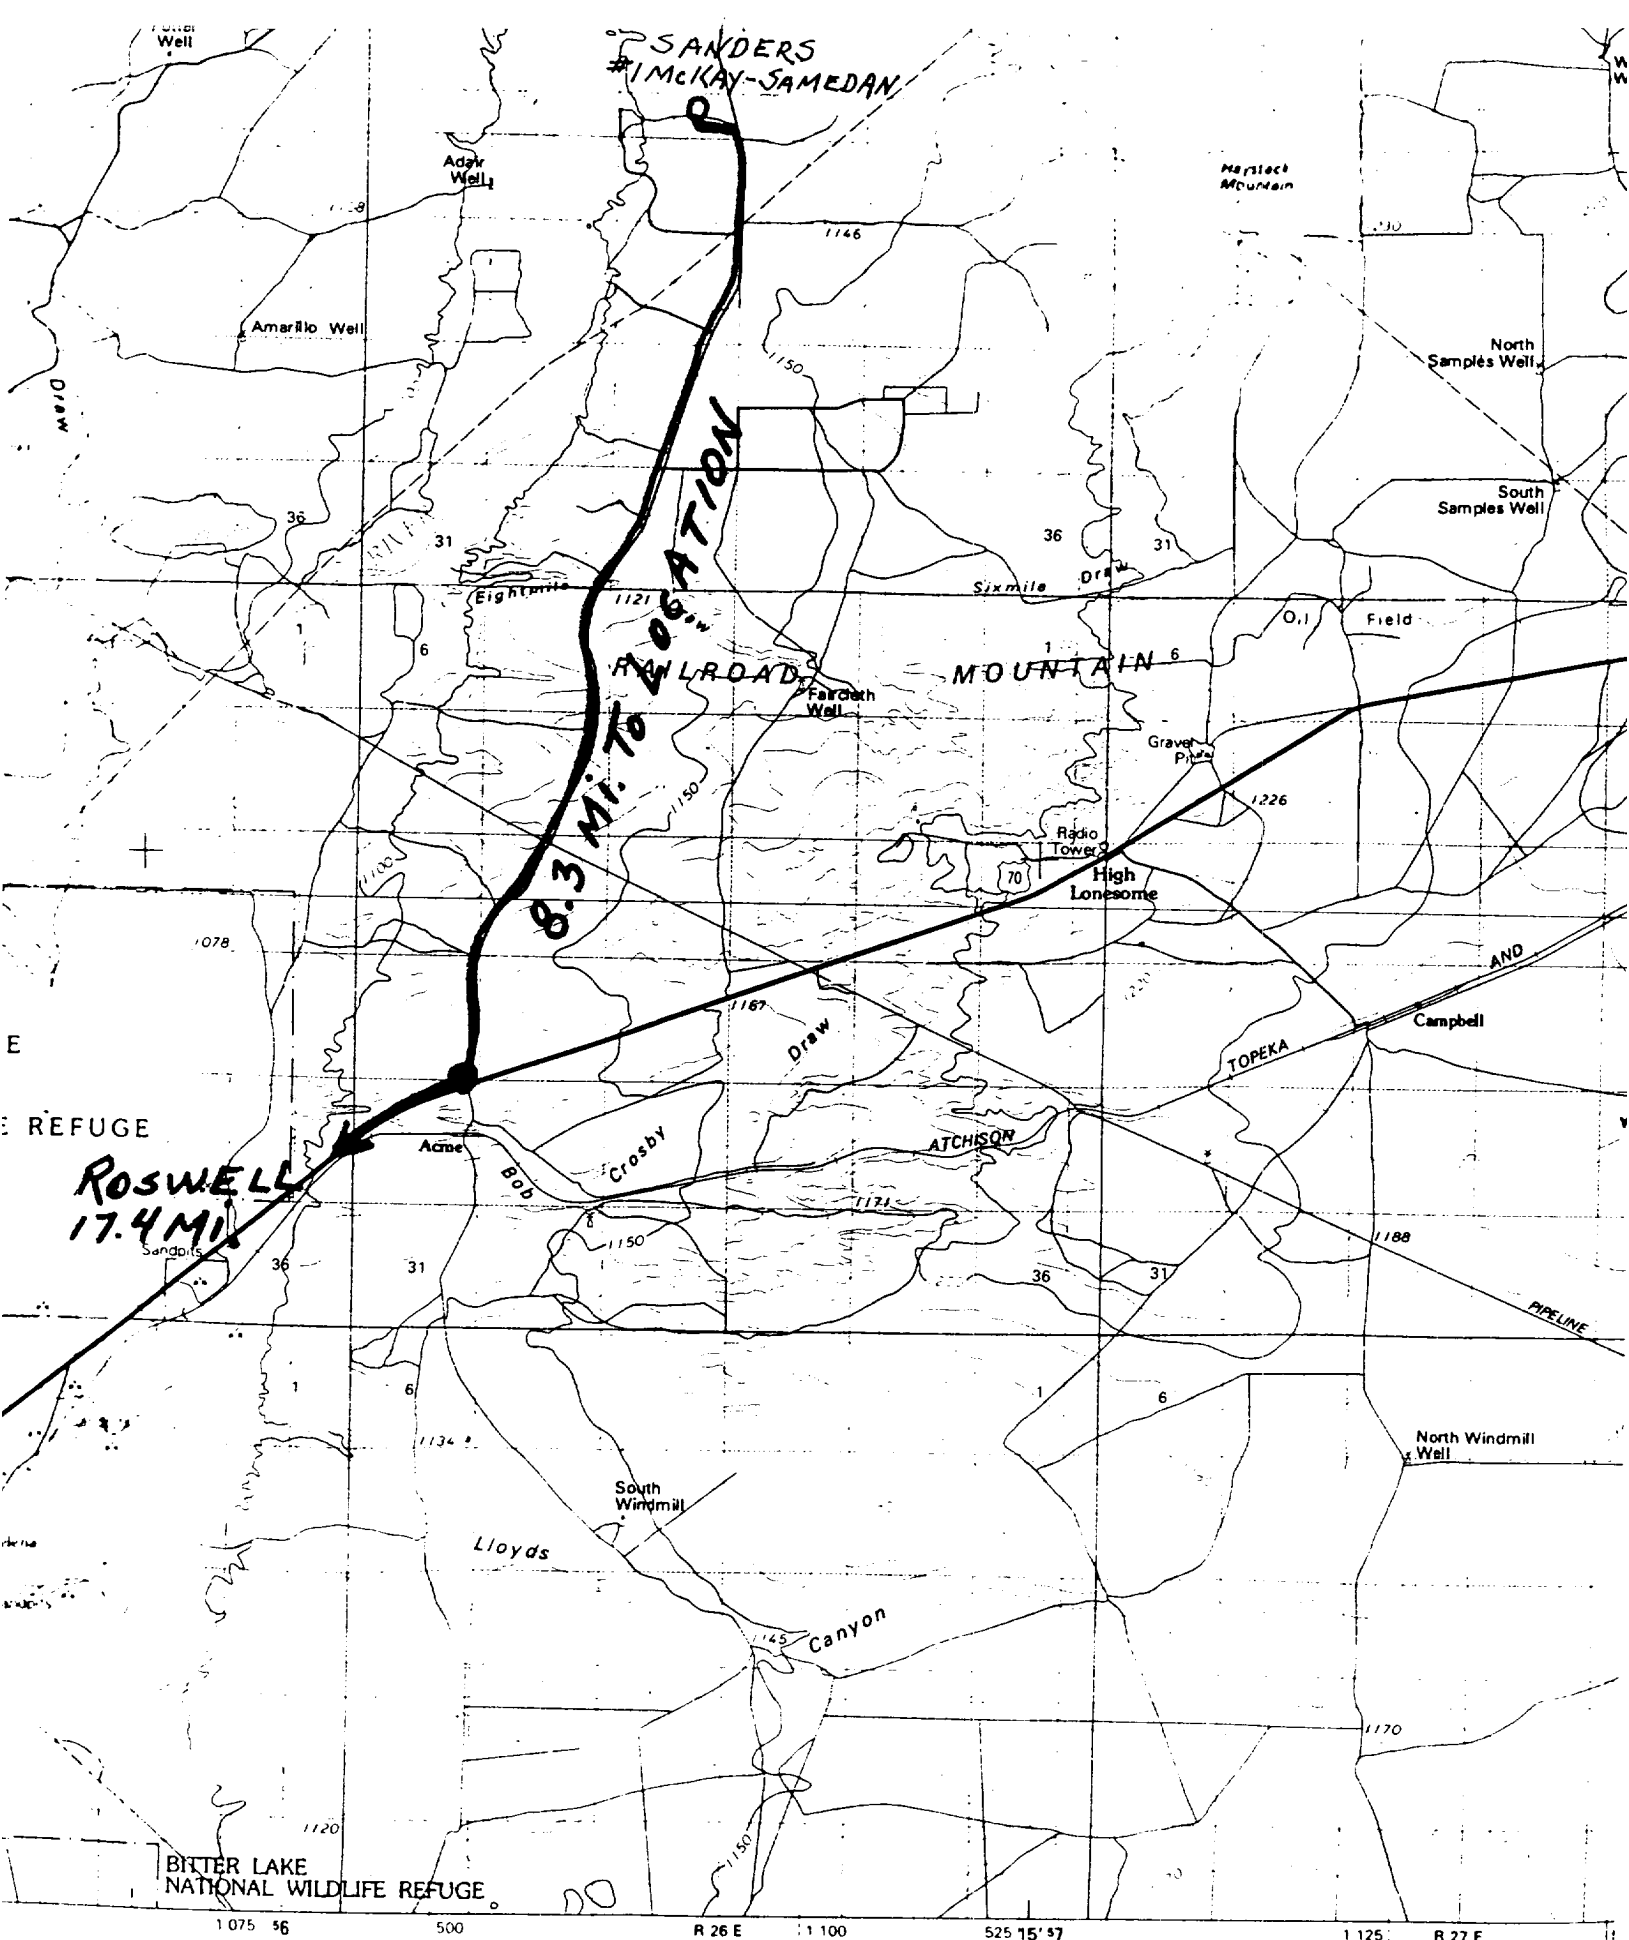 Well
SANDERS
#1 McKAY-SAMEDAN
Adair
Well
Haystack
Mountain
1146
Amarillo Well
1150
North
Samples Well
Draw
8.3 MI. TO LOCATION
South
Samples Well
36
31
RIVER
36
31
Eightmile
1121
Sixmile
Draw
Oil
Field
1
6
1
6
RAILROAD
MOUNTAIN
Faircloth
Well
Gravel
Pit
1150
1226
Radio
Tower
70
High
Lonesome
1100
1078
AND
1220
1167
Draw
Campbell
E
TOPEKA
E REFUGE
Acme
Crosby
ATCHISON
Bob
ROSWELL
17.4 MI.
Sandpits
1171
1150
1188
36
31
36
31
PIPELINE
1
6
1
6
1134
North Windmill
Well
South
Windmill
Lloyds
Canyon
1145
1170
1120
1150
BITTER LAKE
NATIONAL WILDLIFE REFUGE
1 075 56 500 R 26 E 1 100 525 15' 57 1 125 R 27 E